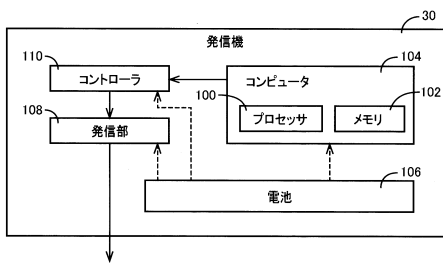 30
発信機
110
コントローラ
104
コンピュータ
100
プロセッサ
102
メモリ
108
発信部
106
電池